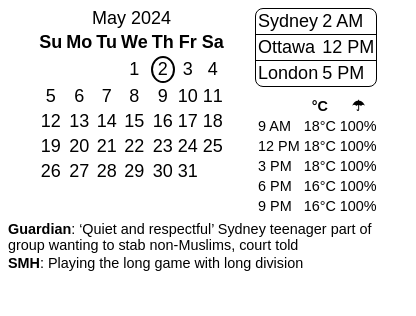 May 2024
Su Mo Tu We Th Fr Sa
1 2 3 4
5 6 7 8 9 10 11
12 13 14 15 16 17 18
19 20 21 22 23 24 25
26 27 28 29 30 31
Sydney 2 AM
Ottawa 12 PM
London 5 PM
°C ☂
9 AM 18°C 100%
12 PM 18°C 100%
3 PM 18°C 100%
6 PM 16°C 100%
9 PM 16°C 100%
Guardian: ‘Quiet and respectful’ Sydney teenager part of
group wanting to stab non-Muslims, court told
SMH: Playing the long game with long division